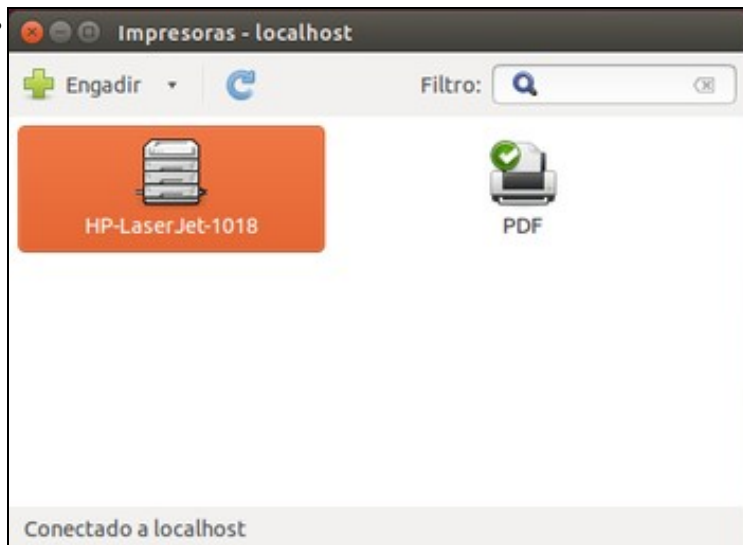 Impresoras - localhost
Engadir Filtro:
HP-LaserJet-1018 PDF
Conectado a localhost